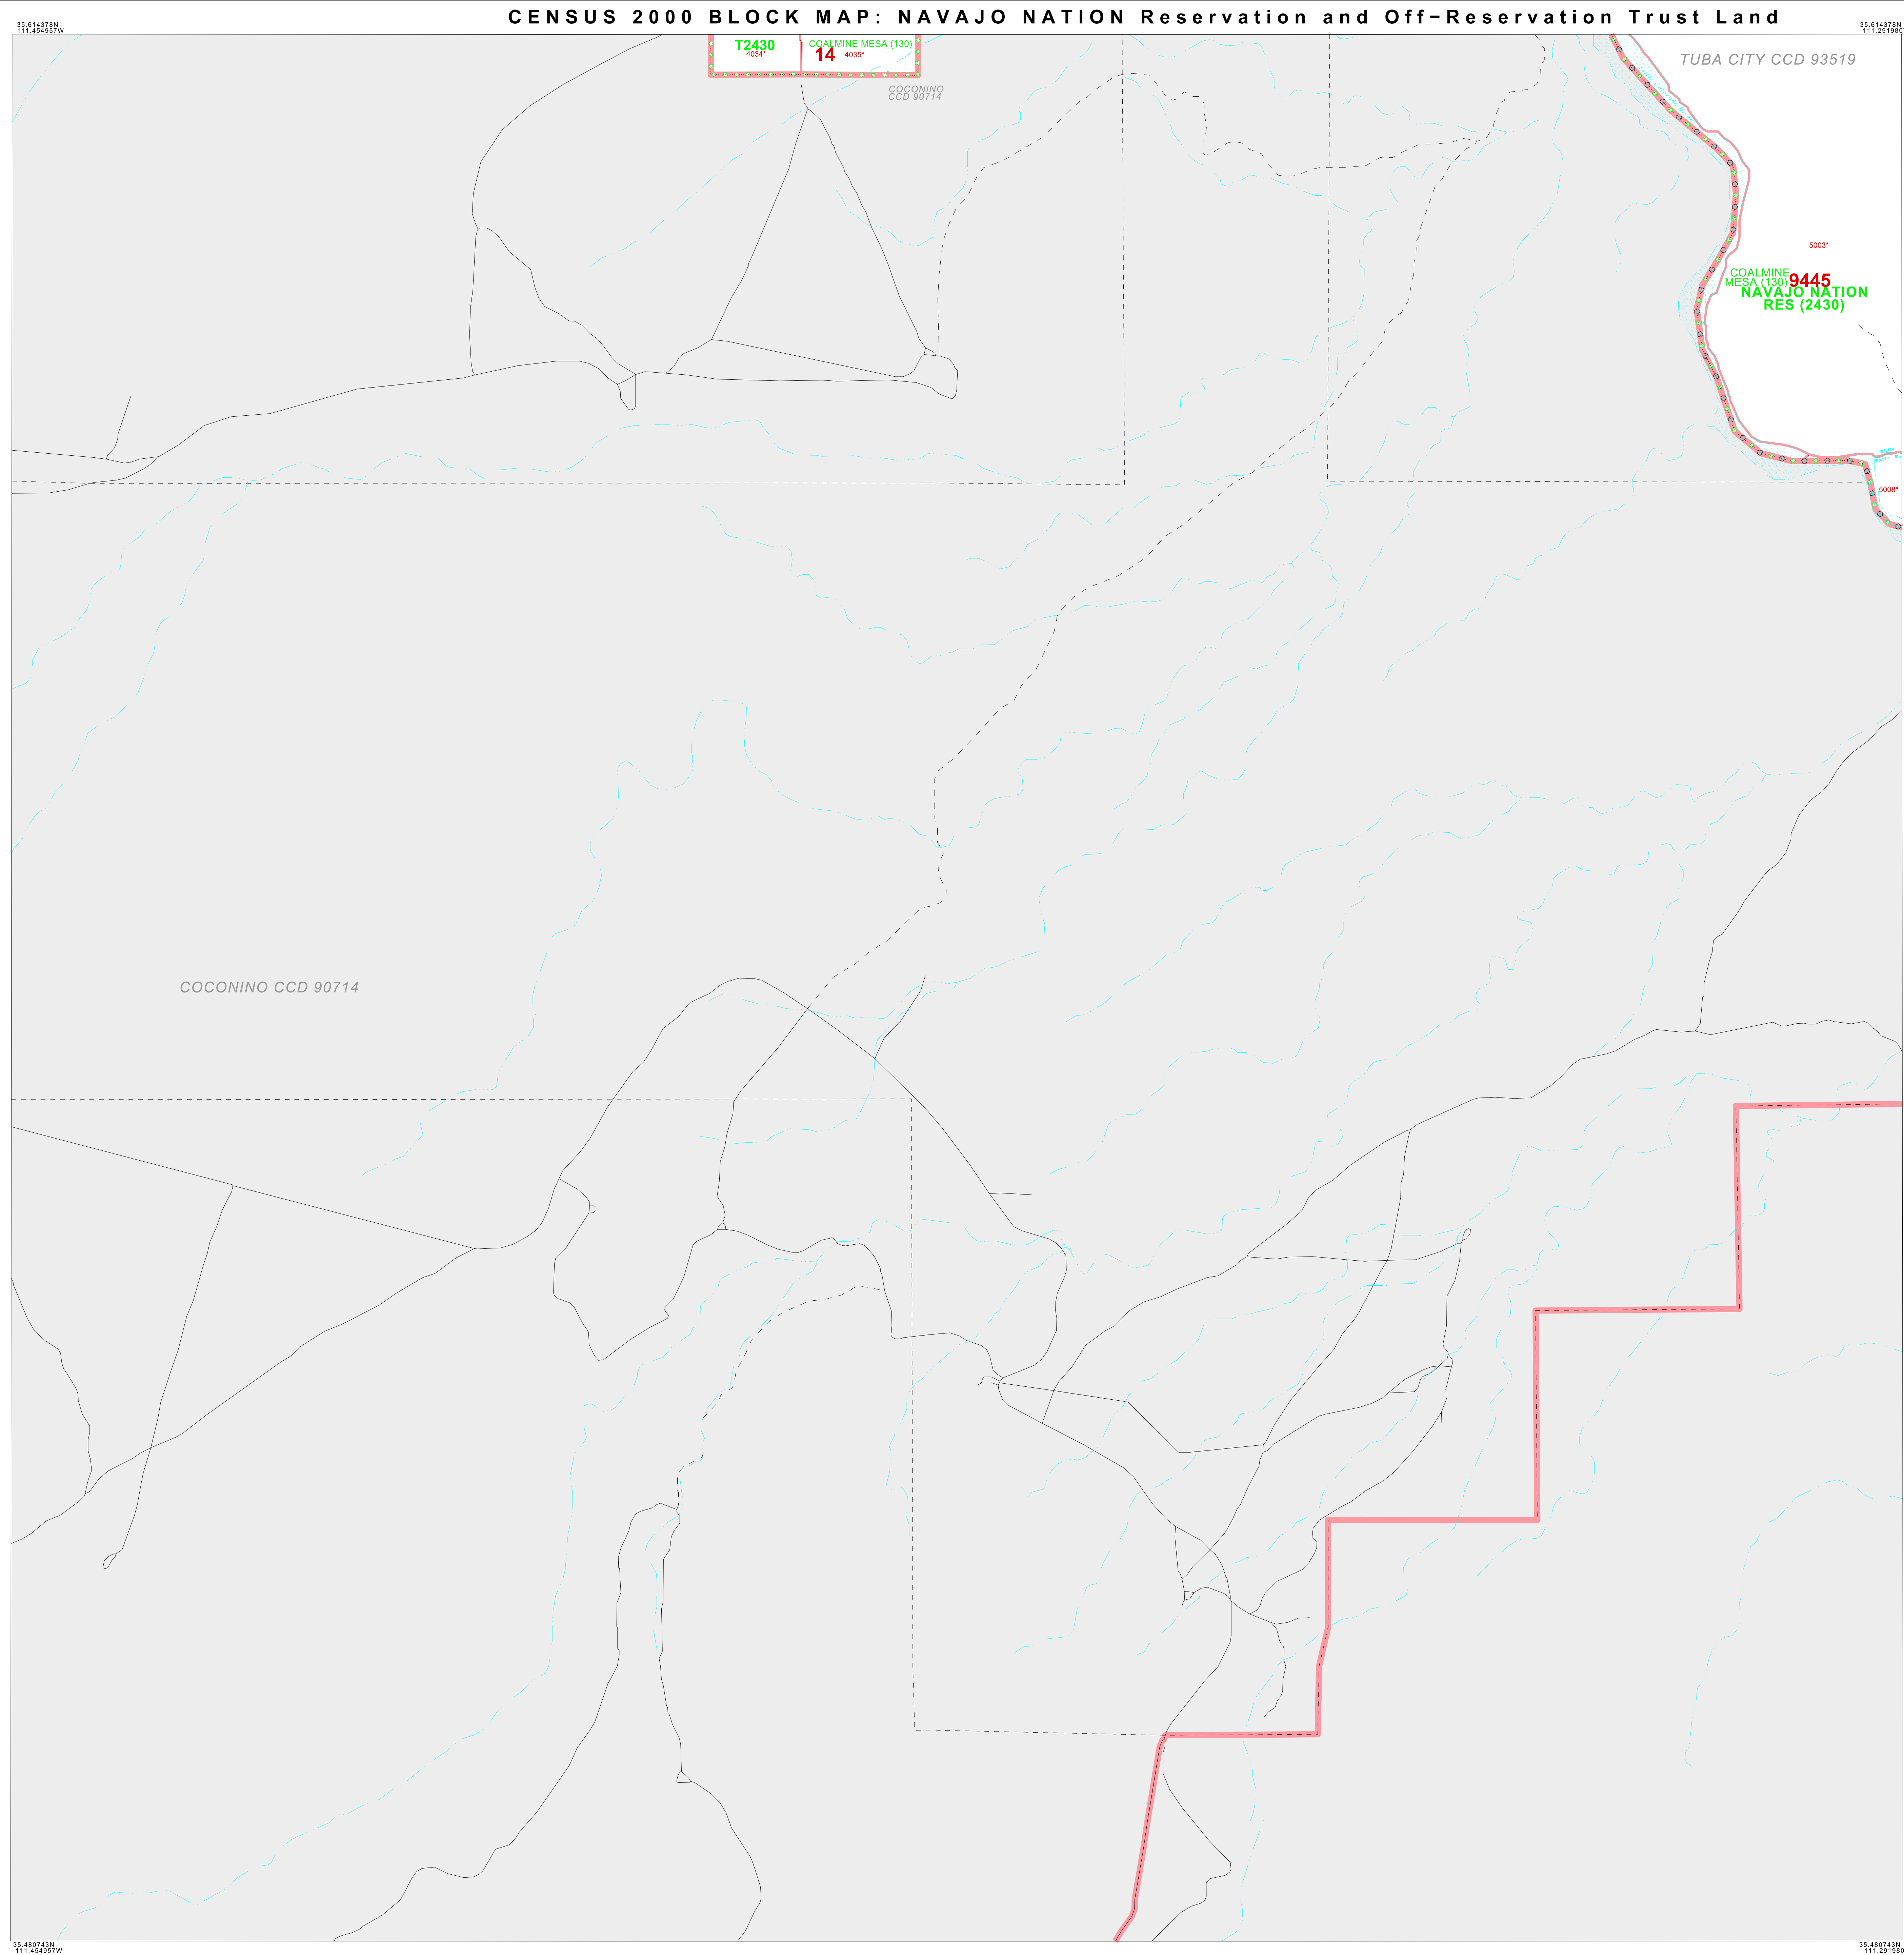 CENSUS 2000 BLOCK MAP: NAVAJO NATION Reservation and Off−Reservation Trust Land
35.614378N
111.454957W
35.614378N
111.291980
T2430
4034*
14
COALMINE MESA (130)
4035*
COCONINO
CCD 90714
TUBA CITY CCD 93519
5003*
COALMINE
MESA (130)
9445
NAVAJO NATION
RES (2430)
5008*
COCONINO CCD 90714
35.480743N
111.454957W
35.480743N
111.29198